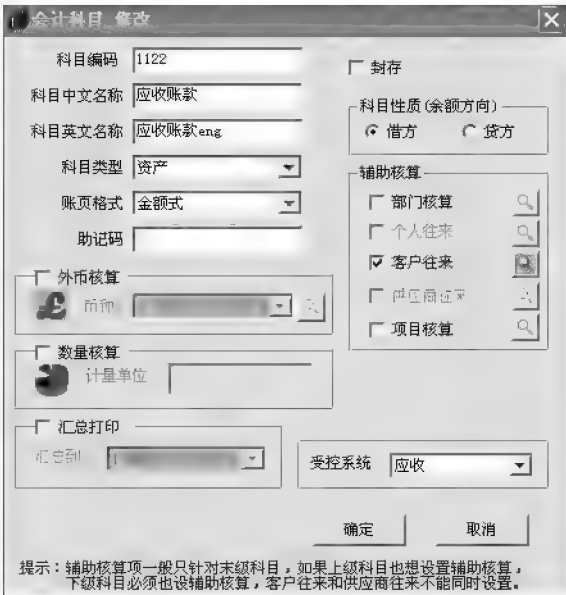 会计科目_修改
科目编码 1122
封存
科目中文名称 应收账款
科目性质(余额方向)
科目英文名称 应收账款eng
借方 贷方
科目类型 资产
辅助核算
账页格式 金额式
部门核算
个人往来
助记码
客户往来
外币核算
币种
供应商往来
项目核算
数量核算
计量单位
汇总打印
汇总到
受控系统 应收
确定 取消
提示：辅助核算项一般只针对末级科目，如果上级科目也想设置辅助核算，
下级科目必须也设辅助核算，客户往来和供应商往来不能同时设置。